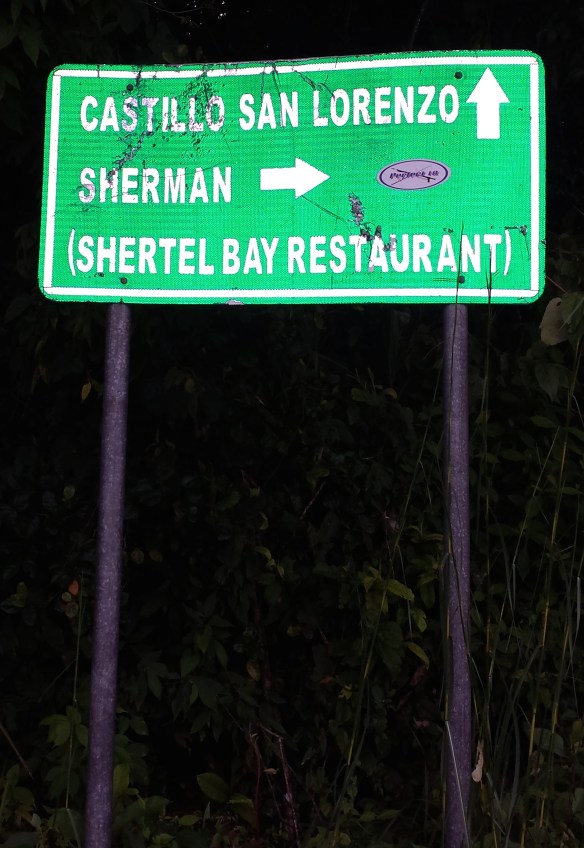 CASTILLO SAN LORENZO
SHERMAN
(SHERTEL BAY RESTAURANT)